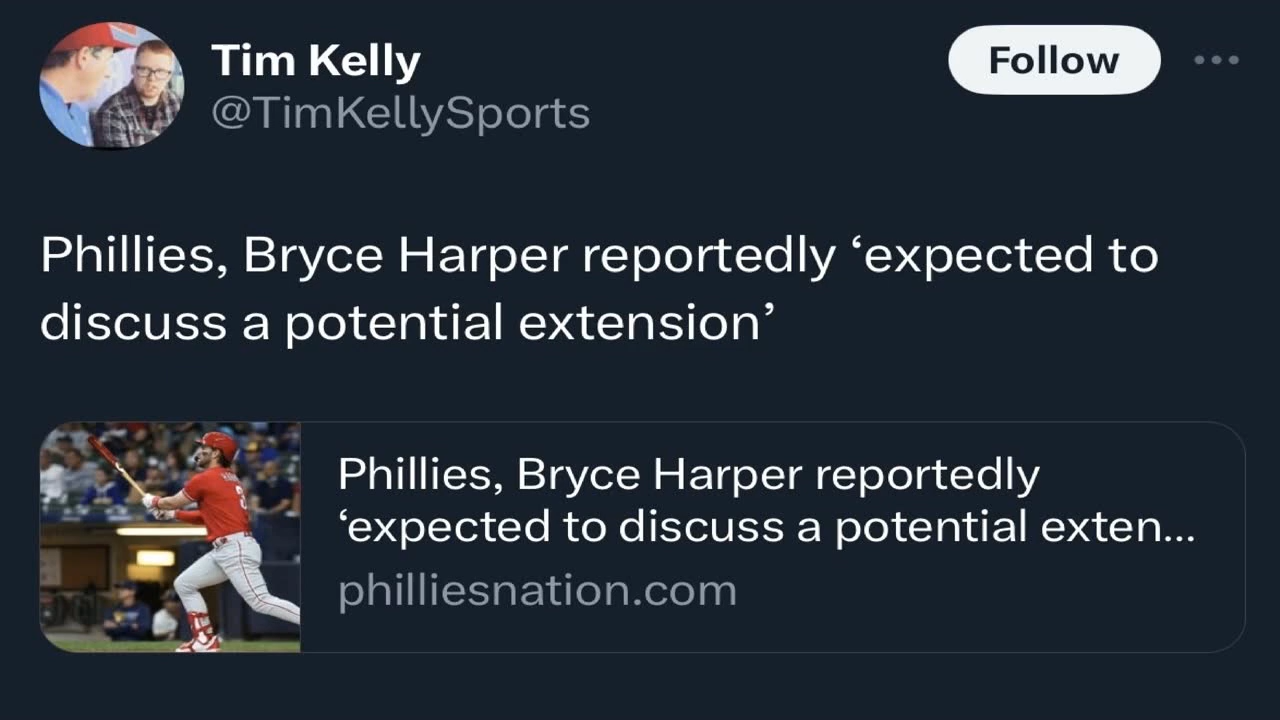 Tim Kelly
Follow
@TimKellySports
Phillies, Bryce Harper reportedly ‘expected to
discuss a potential extension’
Phillies, Bryce Harper reportedly
‘expected to discuss a potential exten...
philliesnation.com